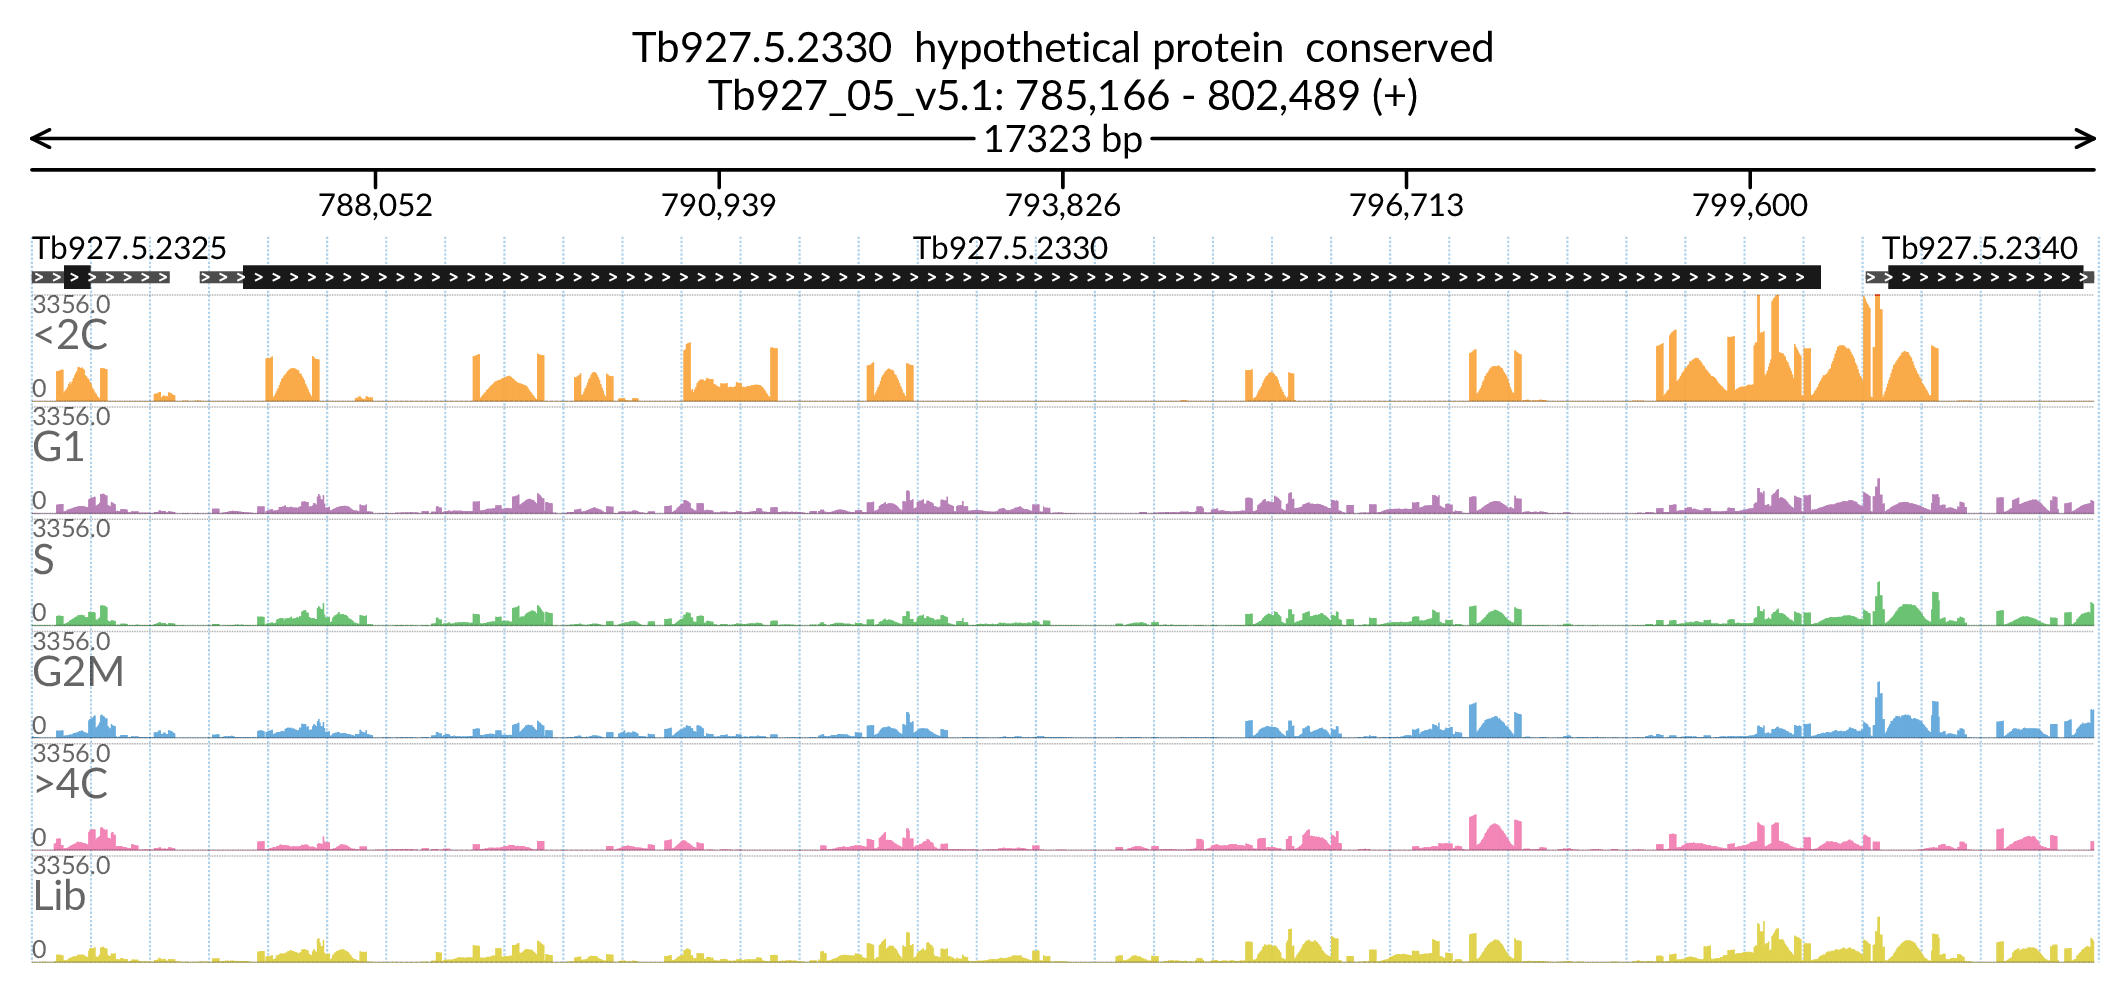 Tb927.5.2330 hypothetical protein conserved
Tb927_05_v5.1: 785,166 - 802,489 (+)
17323 bp
788,052 790,939 793,826 796,713 799,600
Tb927.5.2325 Tb927.5.2330 Tb927.5.2340
3356.0
<2C
0
3356.0
G1
0
3356.0
S
0
3356.0
G2M
0
3356.0
>4C
0
3356.0
Lib
0